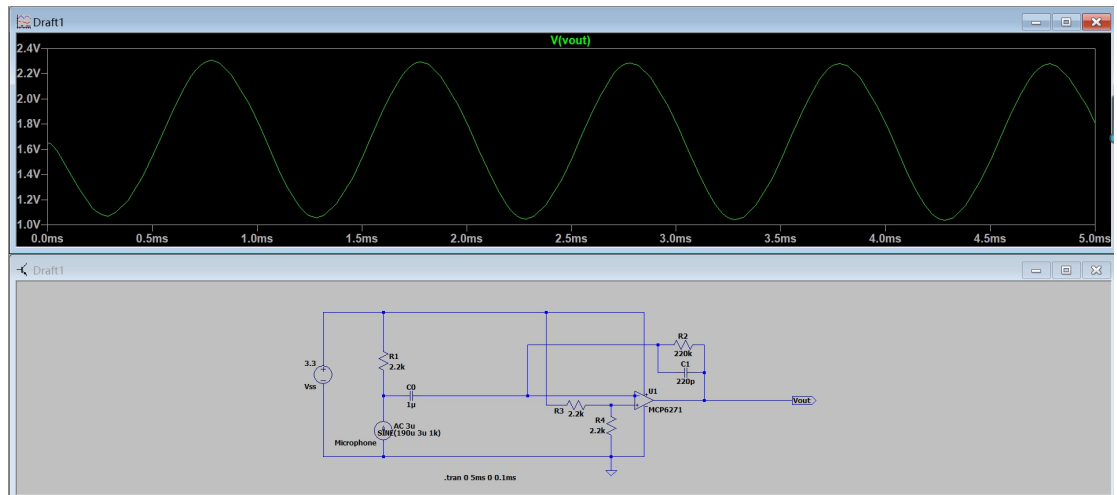 Draft1
V(vout)
2.4V
2.2V
2.0V
1.8V
1.6V
1.4V
1.2V
1.0V
0.0ms 0.5ms 1.0ms 1.5ms 2.0ms 2.5ms 3.0ms 3.5ms 4.0ms 4.5ms 5.0ms
Draft1
3.3
Vss
R1
2.2k
C0
1µ
AC 3u
SINE(190u 3u 1k)
Microphone
R2
220k
C1
220p
U1
MCP6271
R3 2.2k
R4
2.2k
Vout
.tran 0 5ms 0 0.1ms